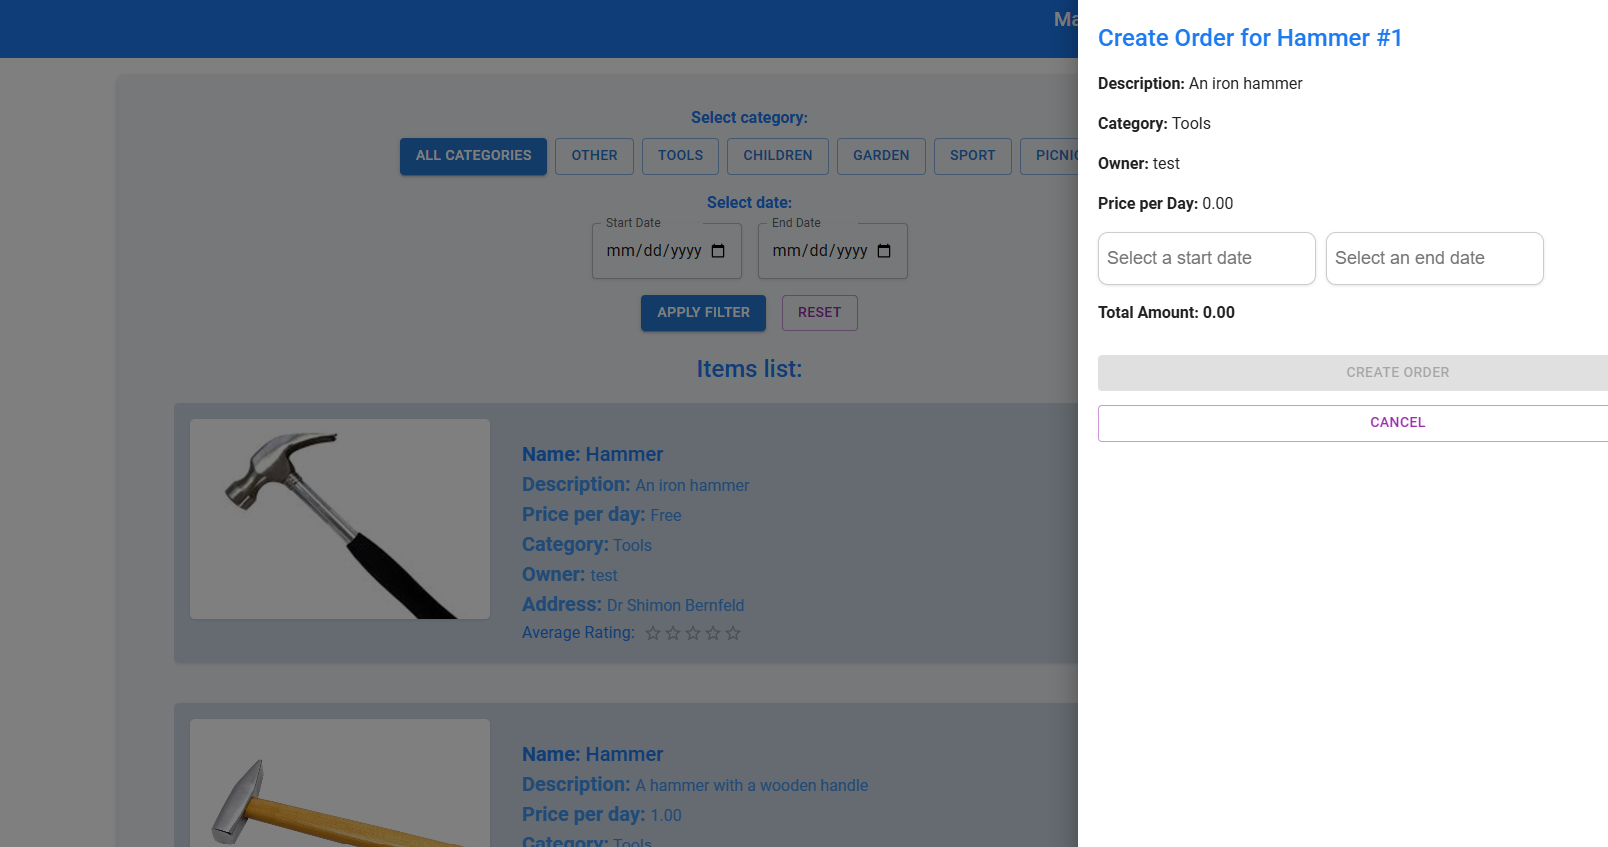 Select category:
ALL CATEGORIES OTHER TOOLS CHILDREN GARDEN SPORT
Select date:
Start Date End Date
mm/dd/yyyy mm/dd/yyyy
APPLY FILTER RESET
Items list:
Name: Hammer
Description: An iron hammer
Price per day: Free
Category: Tools
Owner: test
Address: Dr Shimon Bernfeld
Average Rating:
Name: Hammer
Description: A hammer with a wooden handle
Price per day: 1.00
Category: Tools
Create Order for Hammer #1
Description: An iron hammer
Category: Tools
Owner: test
Price per Day: 0.00
Select a start date Select an end date
Total Amount: 0.00
CREATE ORDER
CANCEL